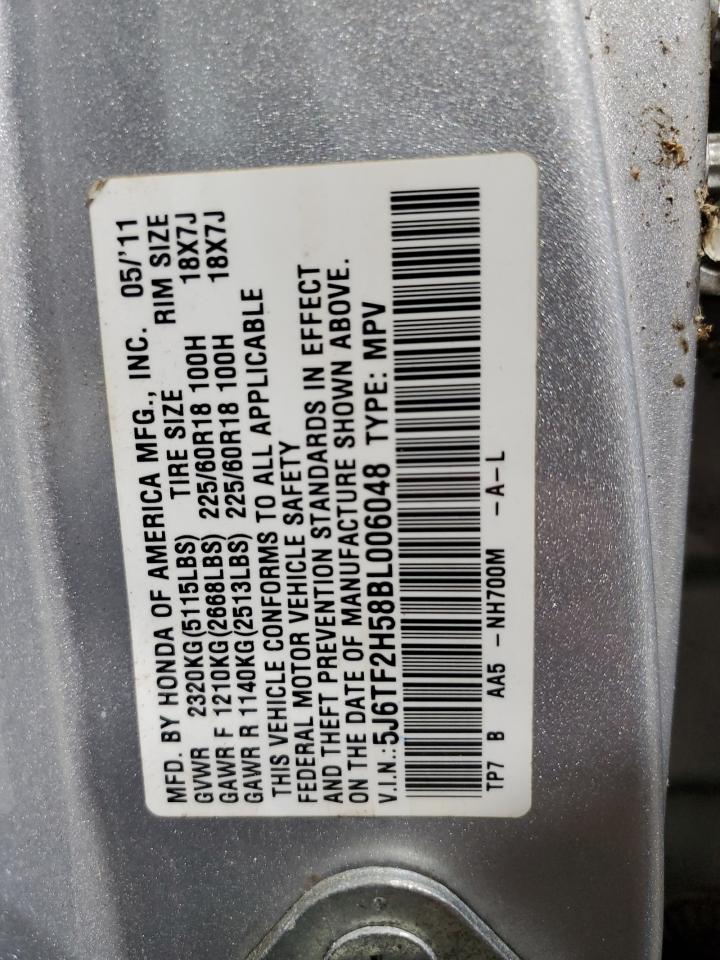 MFD. BY HONDA OF AMERICA MFG., INC. 05/'11
GVWR 2320KG(5115LBS) TIRE SIZE RIM SIZE
GAWR F 1210KG(2668LBS) 225/60R18 100H 18X7J
GAWR R 1140KG(2513LBS) 225/60R18 100H 18X7J
THIS VEHICLE CONFORMS TO ALL APPLICABLE
FEDERAL MOTOR VEHICLE SAFETY
AND THEFT PREVENTION STANDARDS IN EFFECT
ON THE DATE OF MANUFACTURE SHOWN ABOVE.
V.I.N.:5J6TF2H58BL006048 TYPE: MPV
TP7 B AA5 -NH700M -A-L